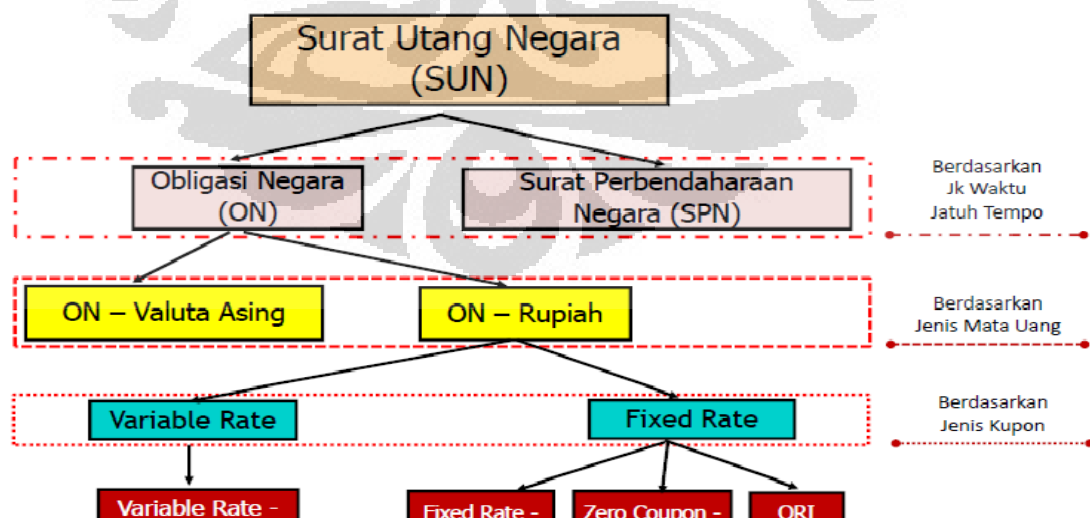 Surat Utang Negara
(SUN)
Obligasi Negara
(ON)
Surat Perbendaharaan
Negara (SPN)
Berdasarkan
Jk Waktu
Jatuh Tempo
ON – Valuta Asing
ON – Rupiah
Berdasarkan
Jenis Mata Uang
Variable Rate
Fixed Rate
Berdasarkan
Jenis Kupon
Variable Rate -
Fixed Rate -
Zero Coupon -
ORI